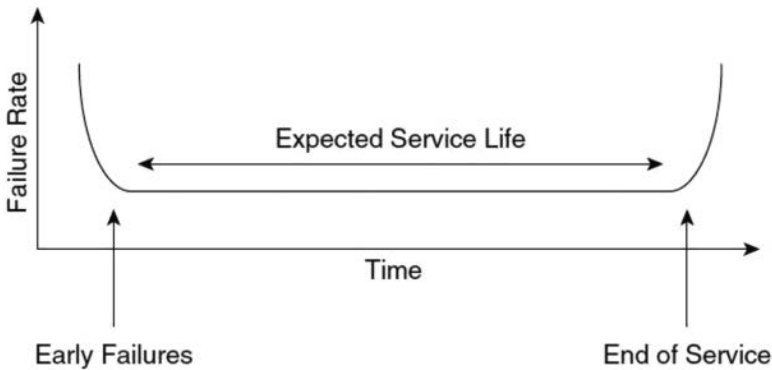 Failure Rate
Expected Service Life
Time
Early Failures
End of Service